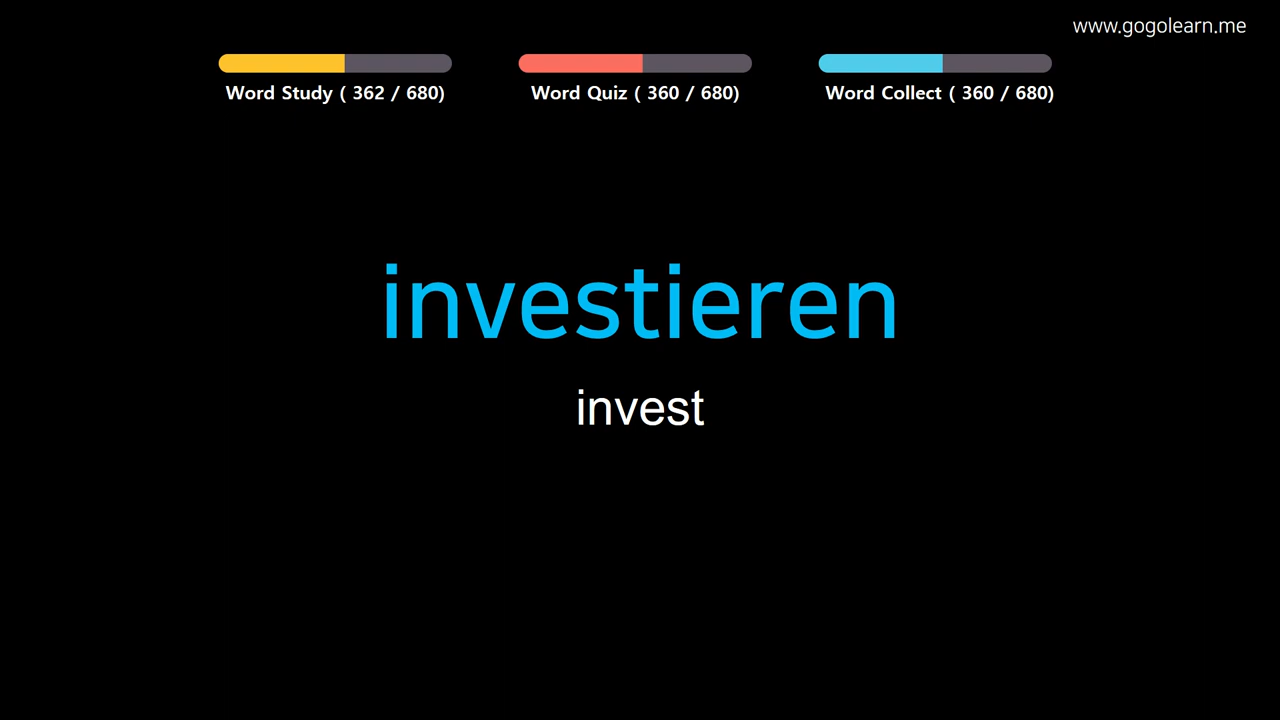 www.gogolearn.me
Word Study ( 362 / 680)
Word Quiz ( 360 / 680)
Word Collect ( 360 / 680)
investieren
invest